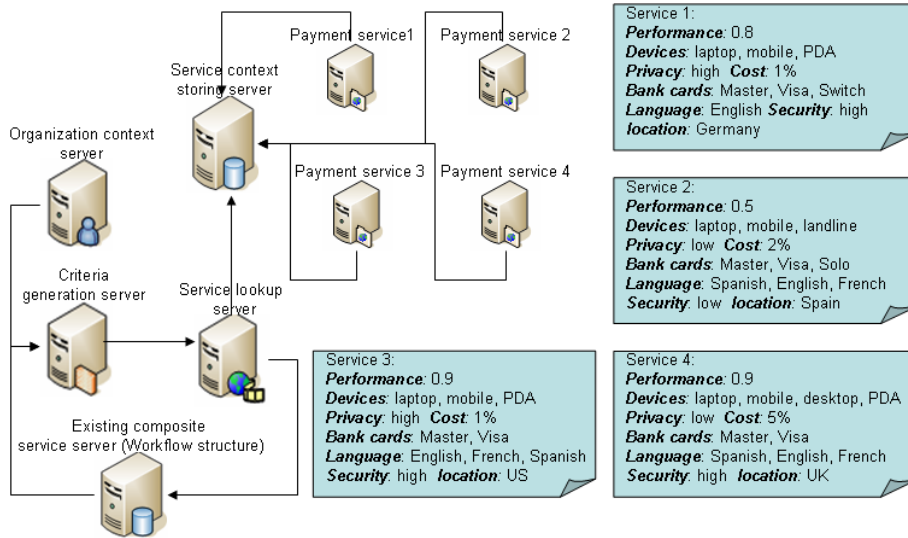 Payment service1
Payment service 2
Service context
storing server
Organization context
server
Payment service 3
Payment service 4
Criteria
generation server
Service lookup
server
Existing composite
service server (Workflow structure)
Service 1:
Performance: 0.8
Devices: laptop, mobile, PDA
Privacy: high Cost: 1%
Bank cards: Master, Visa, Switch
Language: English Security: high
location: Germany
Service 2:
Performance: 0.5
Devices: laptop, mobile, landline
Privacy: low Cost: 2%
Bank cards: Master, Visa, Solo
Language: Spanish, English, French
Security: low location: Spain
Service 3:
Performance: 0.9
Devices: laptop, mobile, PDA
Privacy: high Cost: 1%
Bank cards: Master, Visa
Language: English, French, Spanish
Security: high location: US
Service 4:
Performance: 0.9
Devices: laptop, mobile, desktop, PDA
Privacy: low Cost: 5%
Bank cards: Master, Visa
Language: Spanish, English, French
Security: high location: UK